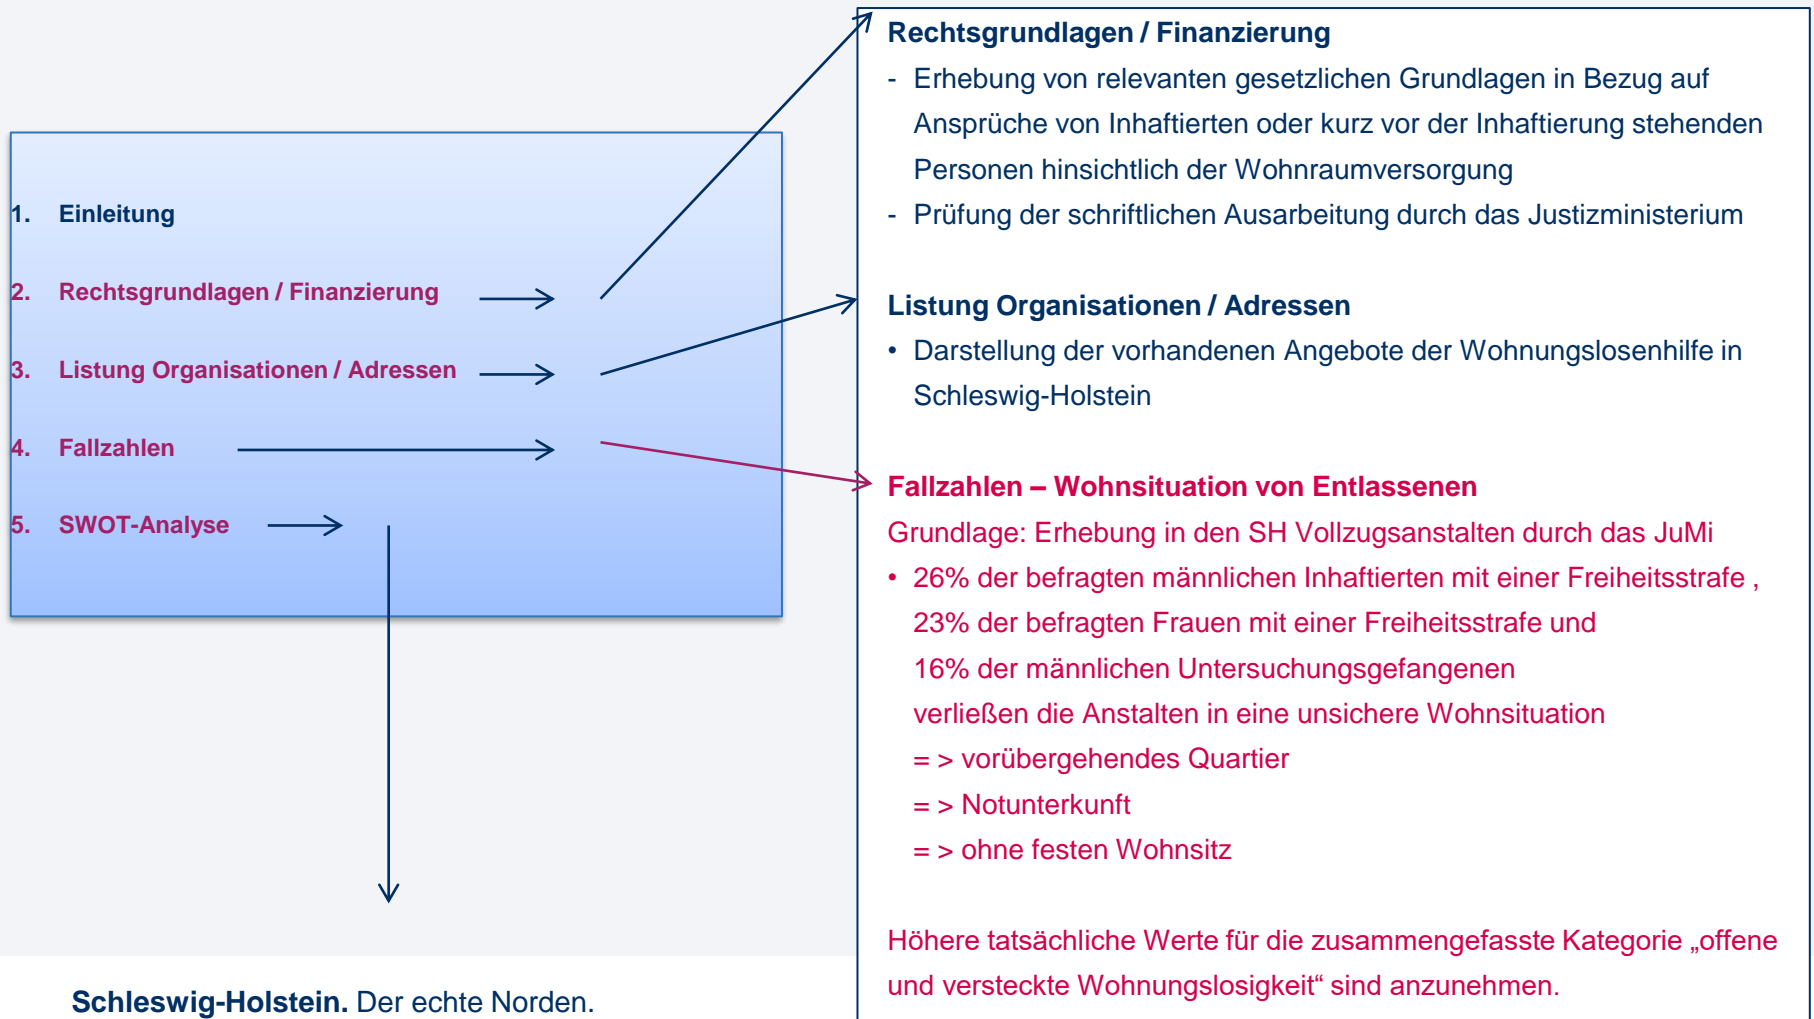 1. Einleitung
2. Rechtsgrundlagen / Finanzierung
3. Listung Organisationen / Adressen
4. Fallzahlen
5. SWOT-Analyse
Rechtsgrundlagen / Finanzierung
- Erhebung von relevanten gesetzlichen Grundlagen in Bezug auf
Ansprüche von Inhaftierten oder kurz vor der Inhaftierung stehenden
Personen hinsichtlich der Wohnraumversorgung
- Prüfung der schriftlichen Ausarbeitung durch das Justizministerium
Listung Organisationen / Adressen
• Darstellung der vorhandenen Angebote der Wohnungslosenhilfe in
Schleswig-Holstein
Fallzahlen – Wohnsituation von Entlassenen
Grundlage: Erhebung in den SH Vollzugsanstalten durch das JuMi
• 26% der befragten männlichen Inhaftierten mit einer Freiheitsstrafe ,
23% der befragten Frauen mit einer Freiheitsstrafe und
16% der männlichen Untersuchungsgefangenen
verließen die Anstalten in eine unsichere Wohnsituation
= > vorübergehendes Quartier
= > Notunterkunft
= > ohne festen Wohnsitz
Höhere tatsächliche Werte für die zusammengefasste Kategorie „offene
und versteckte Wohnungslosigkeit“ sind anzunehmen.
Schleswig-Holstein. Der echte Norden.